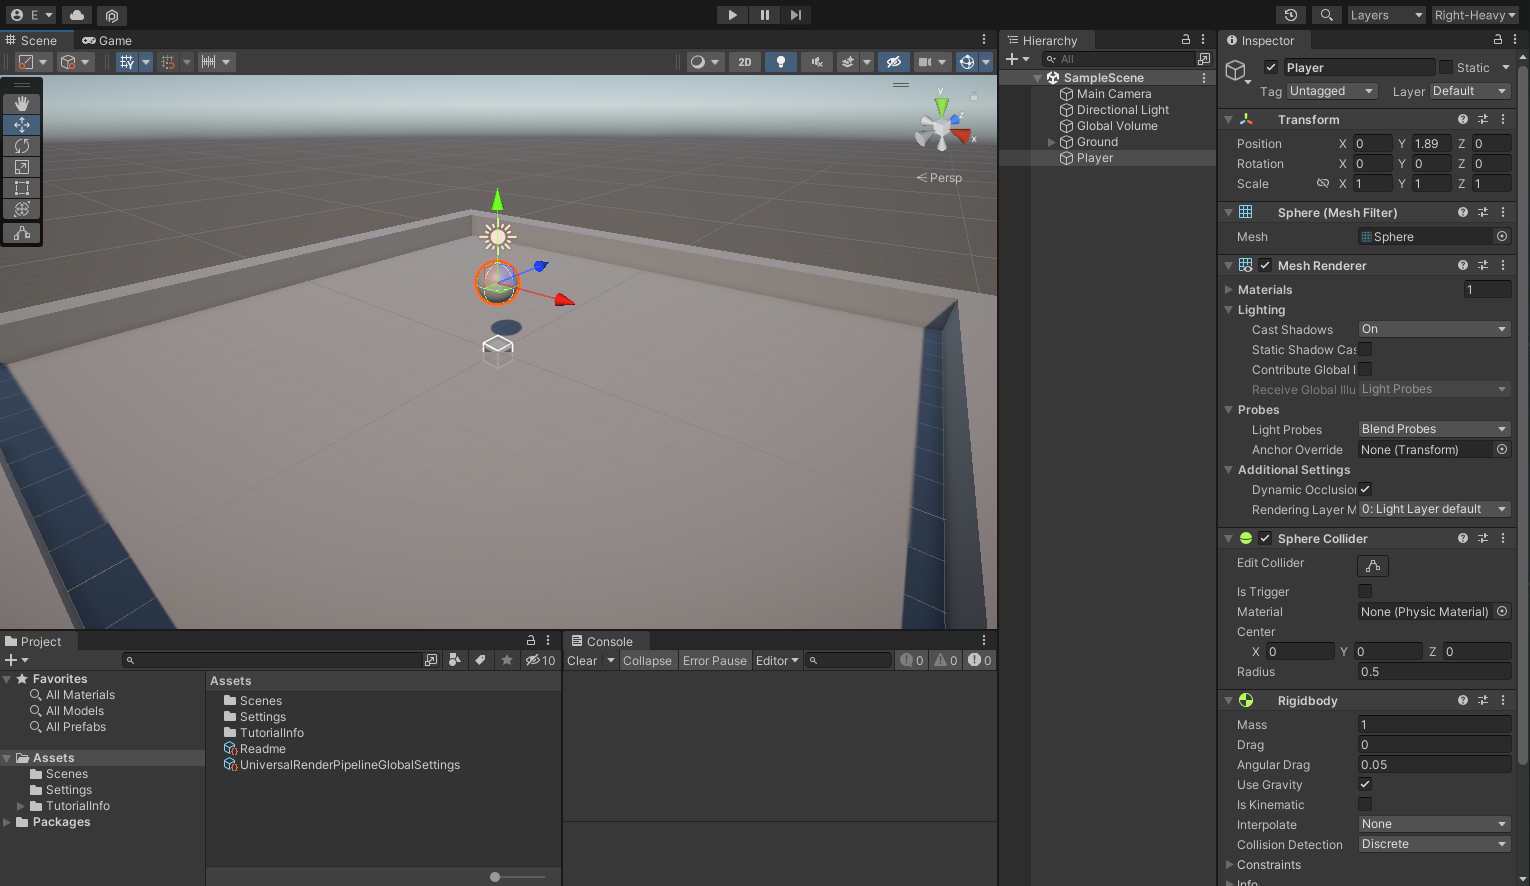 E
Layers
Right-Heavy
Scene
Game
2D
y
z
x
Persp
Hierarchy
All
SampleScene
Main Camera
Directional Light
Global Volume
Ground
Player
Inspector
Player
Static
Tag Untagged
Layer Default
Transform
Position X 0 Y 1.89 Z 0
Rotation X 0 Y 0 Z 0
Scale X 1 Y 1 Z 1
Sphere (Mesh Filter)
Mesh Sphere
Mesh Renderer
Materials 1
Lighting
Cast Shadows On
Static Shadow Cas
Contribute Global I
Receive Global Illu Light Probes
Probes
Light Probes Blend Probes
Anchor Override None (Transform)
Additional Settings
Dynamic Occlusion
Rendering Layer M 0: Light Layer default
Sphere Collider
Edit Collider
Is Trigger
Material None (Physic Material)
Center
X 0 Y 0 Z 0
Radius 0.5
Rigidbody
Mass 1
Drag 0
Angular Drag 0.05
Use Gravity
Is Kinematic
Interpolate None
Collision Detection Discrete
Constraints
Info
Project
10
Favorites
All Materials
All Models
All Prefabs
Assets
Scenes
Settings
TutorialInfo
Packages
Assets
Scenes
Settings
TutorialInfo
Readme
UniversalRenderPipelineGlobalSettings
Console
Clear Collapse Error Pause Editor 0 0 0